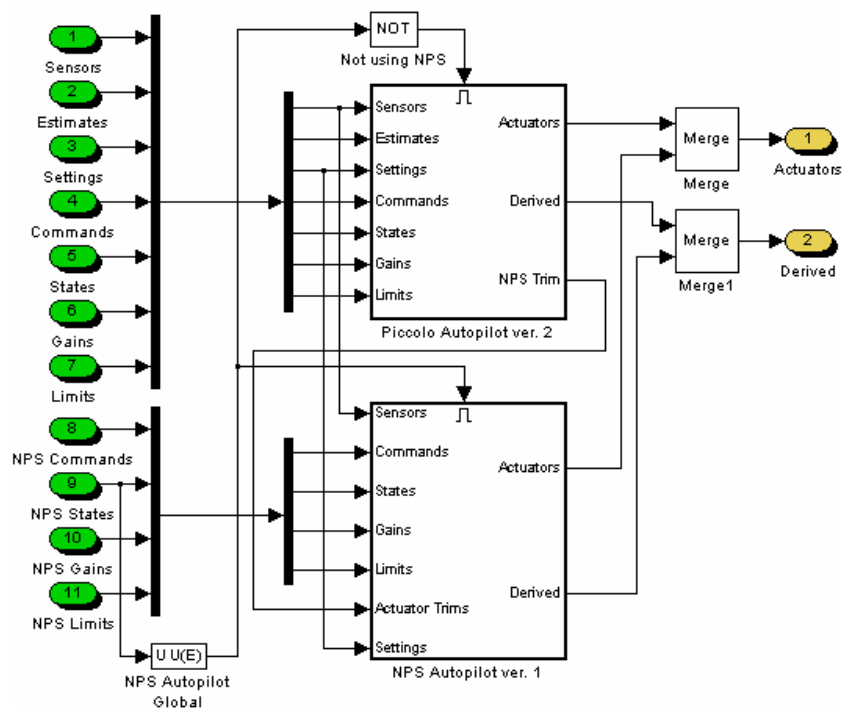 1
Sensors
2
Estimates
3
Settings
4
Commands
5
States
6
Gains
7
Limits
8
NPS Commands
9
NPS States
10
NPS Gains
11
NPS Limits
U U(E)
NPS Autopilot
Global
NOT
Not using NPS
Sensors
Estimates
Settings
Commands
States
Gains
Limits
Actuators
Derived
NPS Trim
Piccolo Autopilot ver. 2
Sensors
Commands
States
Gains
Limits
Actuator Trims
Settings
Actuators
Derived
NPS Autopilot ver. 1
Merge
Merge
Merge
Merge1
1
Actuators
2
Derived